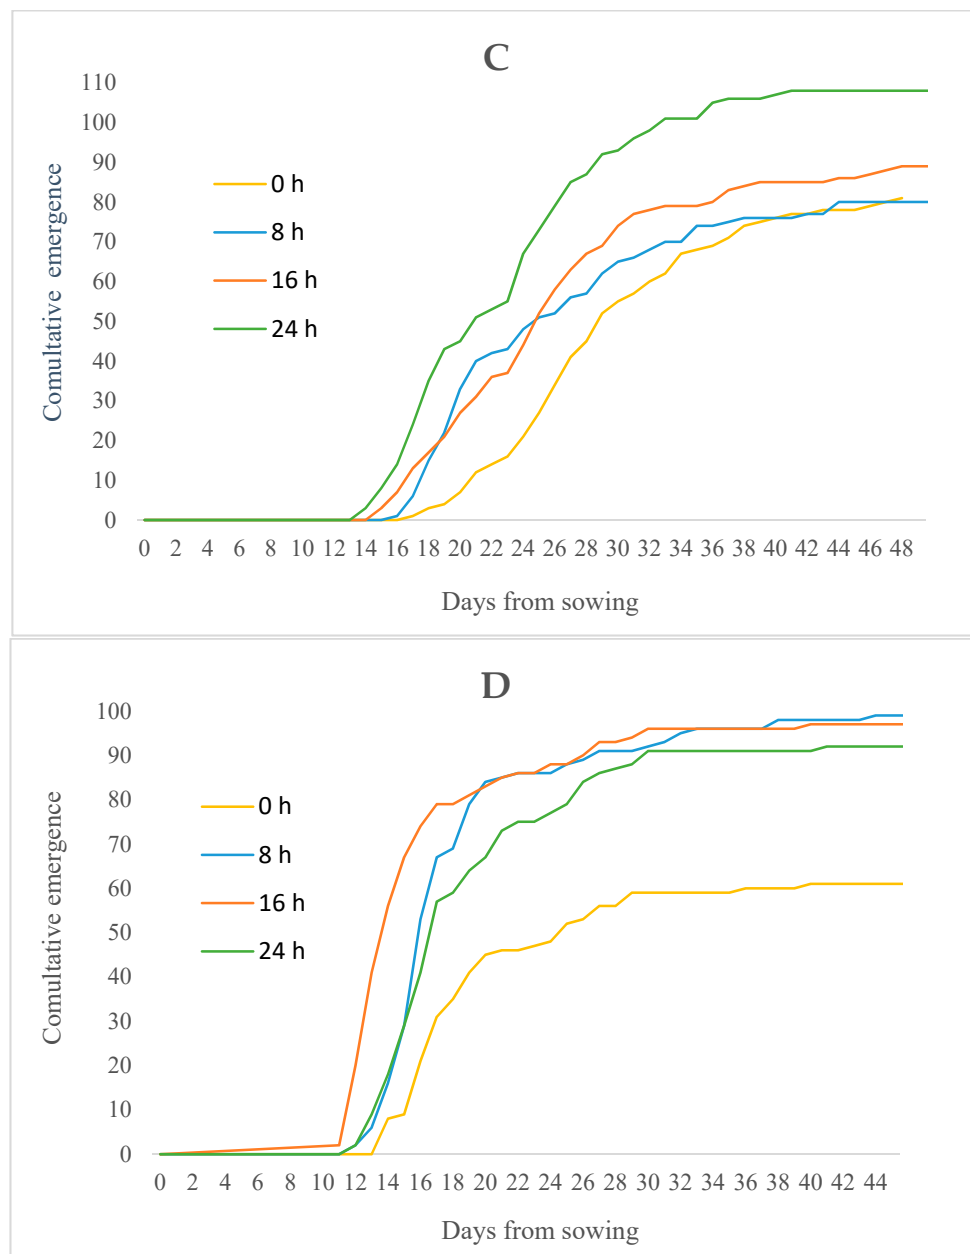 C
110
100
90
80
70
60
50
40
30
20
10
0
Comultative emergence
0 h
8 h
16 h
24 h
0 2 4 6 8 10 12 14 16 18 20 22 24 26 28 30 32 34 36 38 40 42 44 46 48
Days from sowing
D
100
90
80
70
60
50
40
30
20
10
0
Comultative emergence
0 h
8 h
16 h
24 h
0 2 4 6 8 10 12 14 16 18 20 22 24 26 28 30 32 34 36 38 40 42 44
Days from sowing